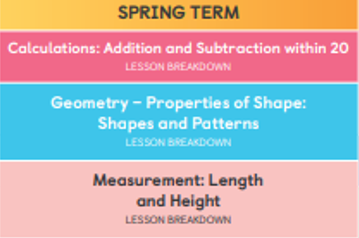 SPRING TERM
Calculations: Addition and Subtraction within 20
LESSON BREAKDOWN
Geometry – Properties of Shape:
Shapes and Patterns
LESSON BREAKDOWN
Measurement: Length
and Height
LESSON BREAKDOWN